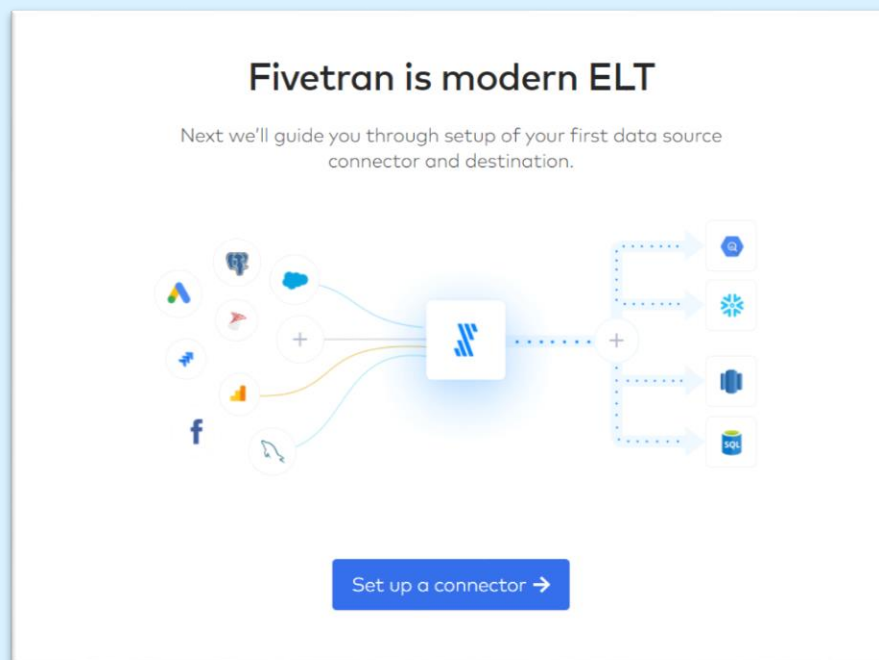 Fivetran is modern ELT
Next we'll guide you through setup of your first data source
connector and destination.
SQL
Set up a connector →